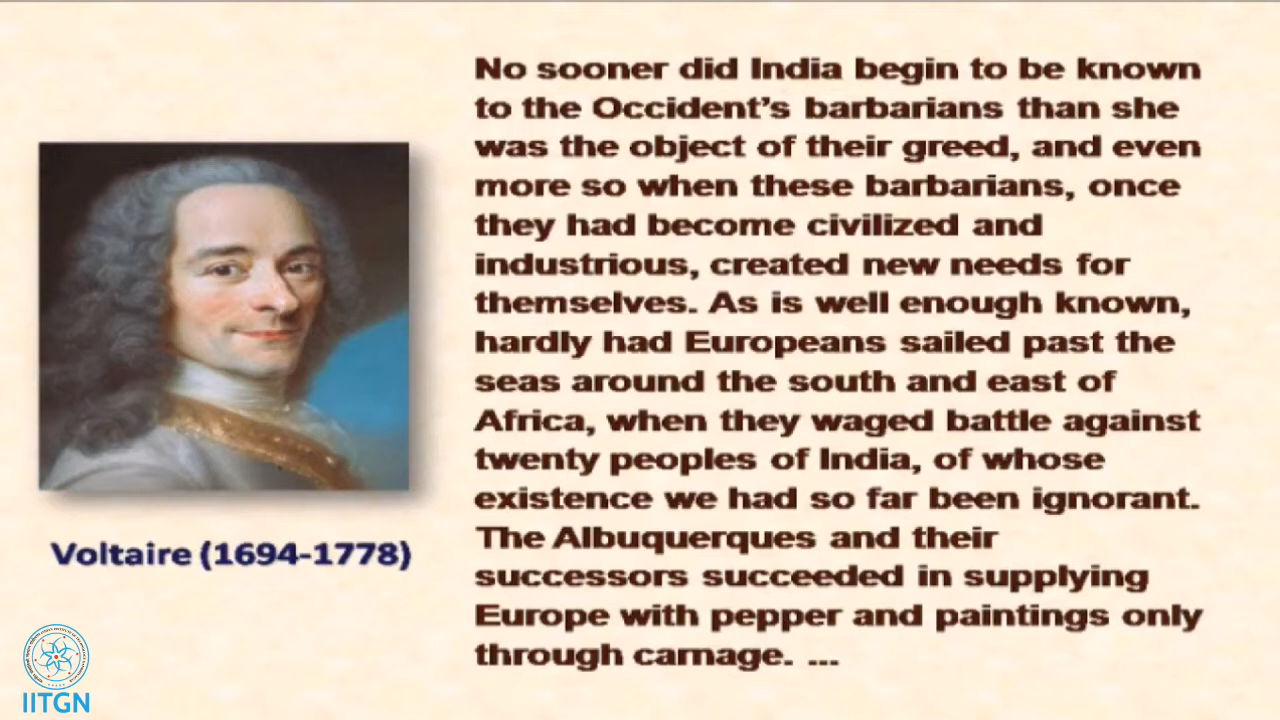 No sooner did India begin to be known
to the Occident's barbarians than she
was the object of their greed, and even
more so when these barbarians, once
they had become civilized and
industrious, created new needs for
themselves. As is well enough known,
hardly had Europeans sailed past the
seas around the south and east of
Africa, when they waged battle against
twenty peoples of India, of whose
existence we had so far been ignorant.
The Albuquerques and their
successors succeeded in supplying
Europe with pepper and paintings only
through carnage. ...
Voltaire (1694-1778)
IITGN